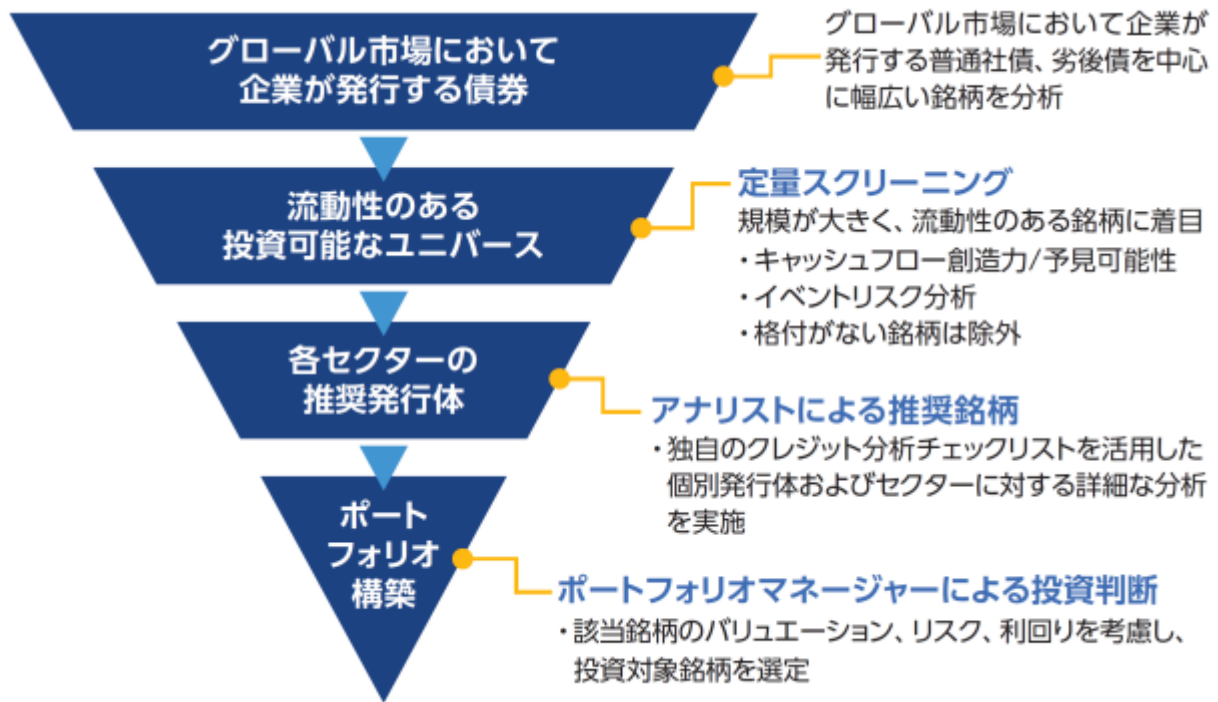 グローバル市場において
企業が発行する債券
グローバル市場において企業が
発行する普通社債、劣後債を中心
に幅広い銘柄を分析
流動性のある
投資可能なユニバース
定量スクリーニング
規模が大きく、流動性のある銘柄に着目
・キャッシュフロー創造力/予見可能性
・イベントリスク分析
・格付がない銘柄は除外
各セクターの
推奨発行体
アナリストによる推奨銘柄
・独自のクレジット分析チェックリストを活用した
個別発行体およびセクターに対する詳細な分析
を実施
ポート
フォリオ
構築
ポートフォリオマネージャーによる投資判断
・該当銘柄のバリュエーション、リスク、利回りを考慮し、
投資対象銘柄を選定